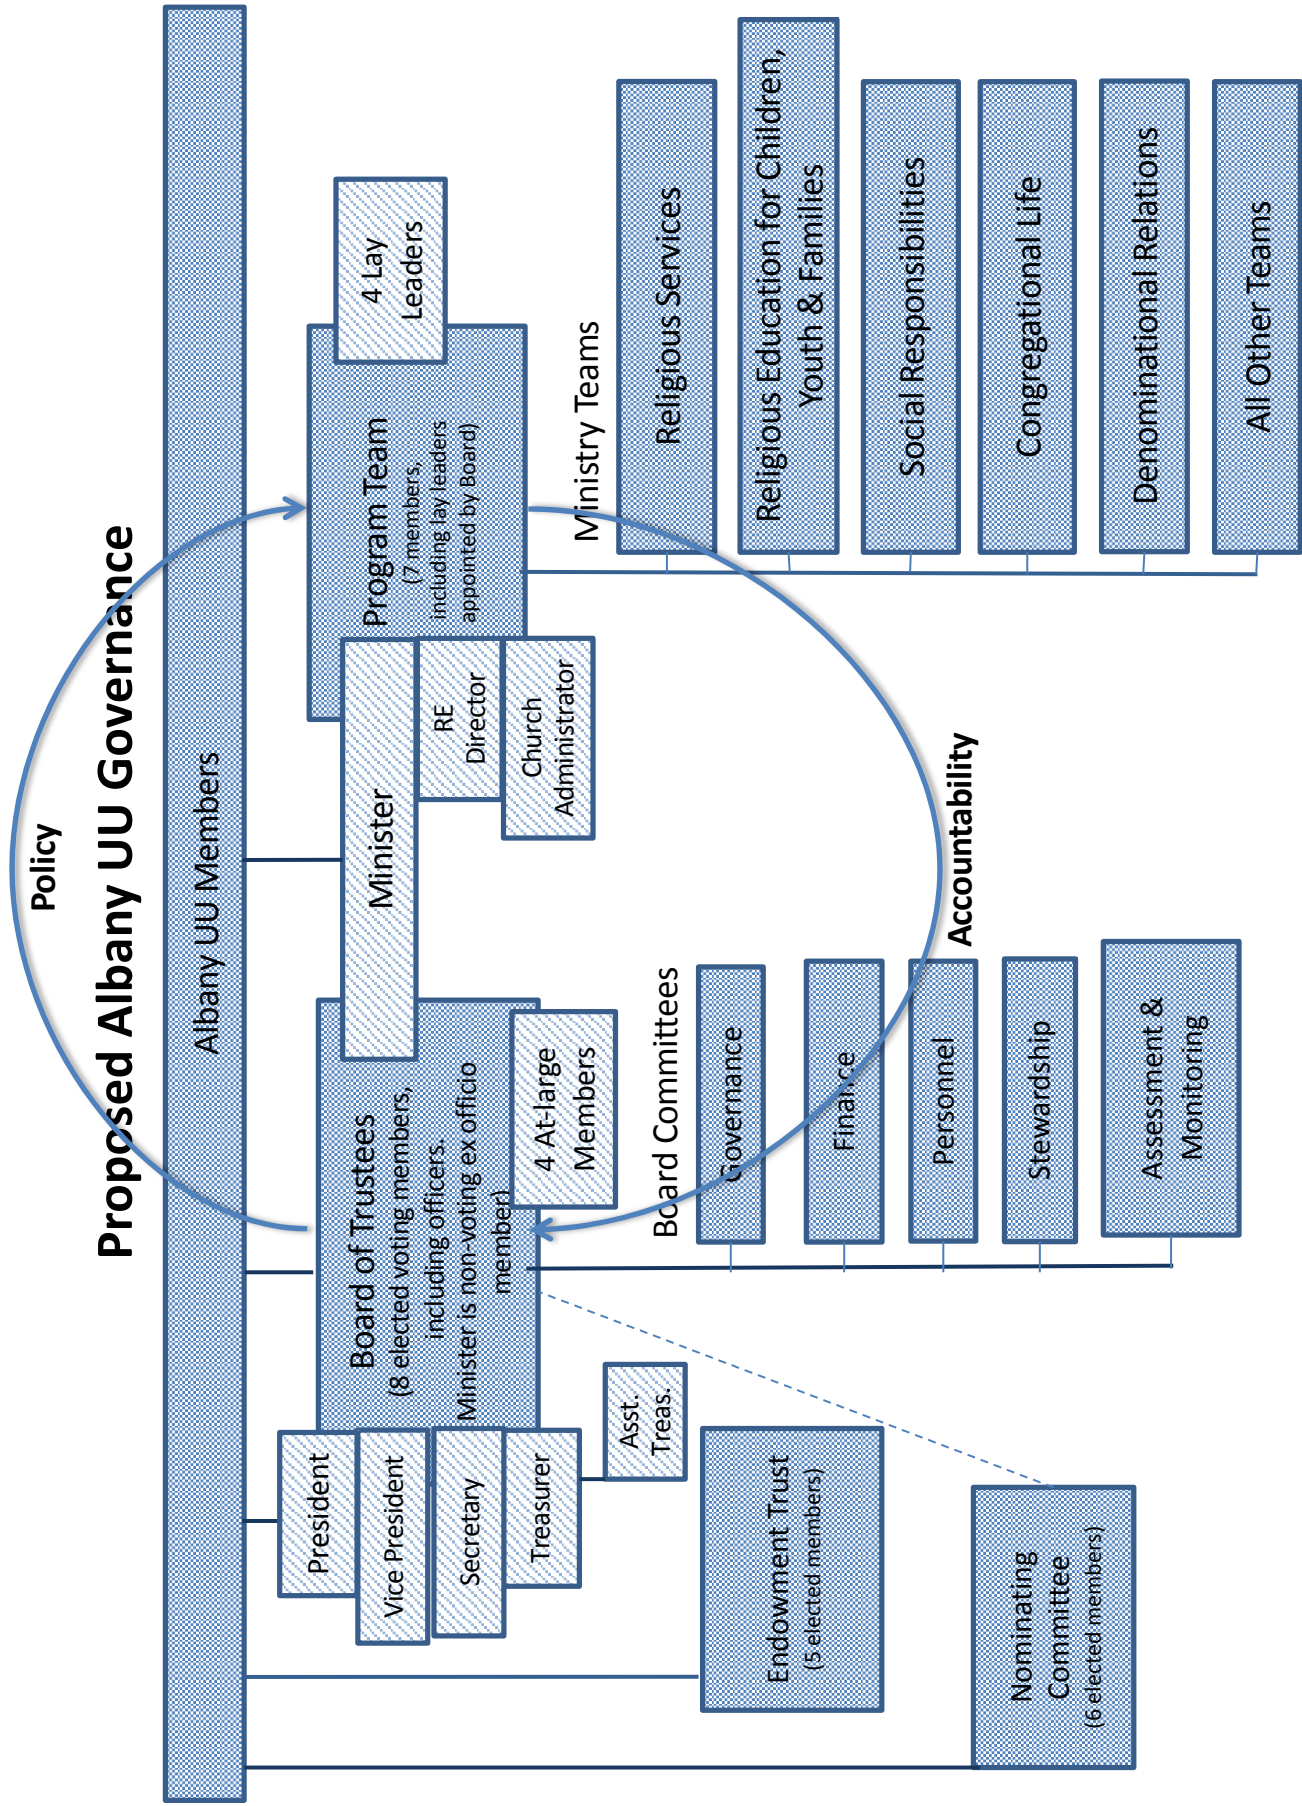 Policy
Proposed Albany UU Governance
Albany UU Members
President
Vice President
Secretary
Treasurer
Asst.
Treas.
Board of Trustees
(8 elected voting members,
including officers.
Minister is non-voting ex officio
member)
4 At-large
Members
Minister
RE
Director
Church
Administrator
Program Team
(7 members,
including lay leaders
appointed by Board)
4 Lay
Leaders
Endowment Trust
(5 elected members)
Nominating
Committee
(6 elected members)
Board Committees
Governance
Finance
Personnel
Stewardship
Assessment &
Monitoring
Accountability
Ministry Teams
Religious Services
Religious Education for Children,
Youth & Families
Social Responsibilities
Congregational Life
Denominational Relations
All Other Teams